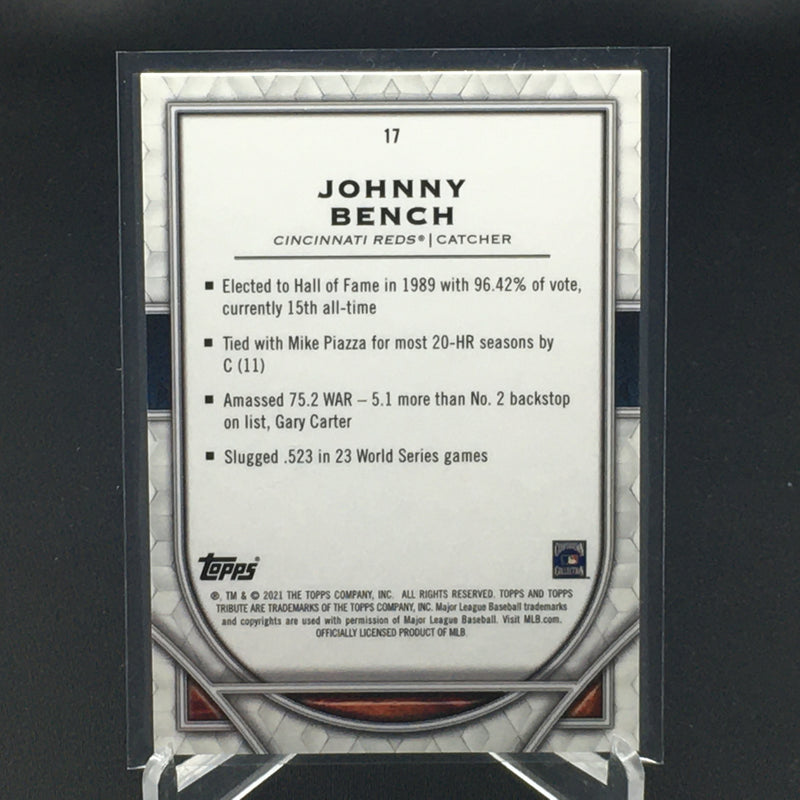 17
JOHNNY
BENCH
CINCINNATI REDS® | CATCHER
■ Elected to Hall of Fame in 1989 with 96.42% of vote,
currently 15th all-time
■ Tied with Mike Piazza for most 20-HR seasons by
C (11)
■ Amassed 75.2 WAR – 5.1 more than No. 2 backstop
on list, Gary Carter
■ Slugged .523 in 23 World Series games
Topps®
COOPERSTOWN
COLLECTION
®, TM & © 2021 THE TOPPS COMPANY, INC. ALL RIGHTS RESERVED. TOPPS AND TOPPS
TRIBUTE ARE TRADEMARKS OF THE TOPPS COMPANY, INC. Major League Baseball trademarks
and copyrights are used with permission of Major League Baseball. Visit MLB.com.
OFFICIALLY LICENSED PRODUCT OF MLB.